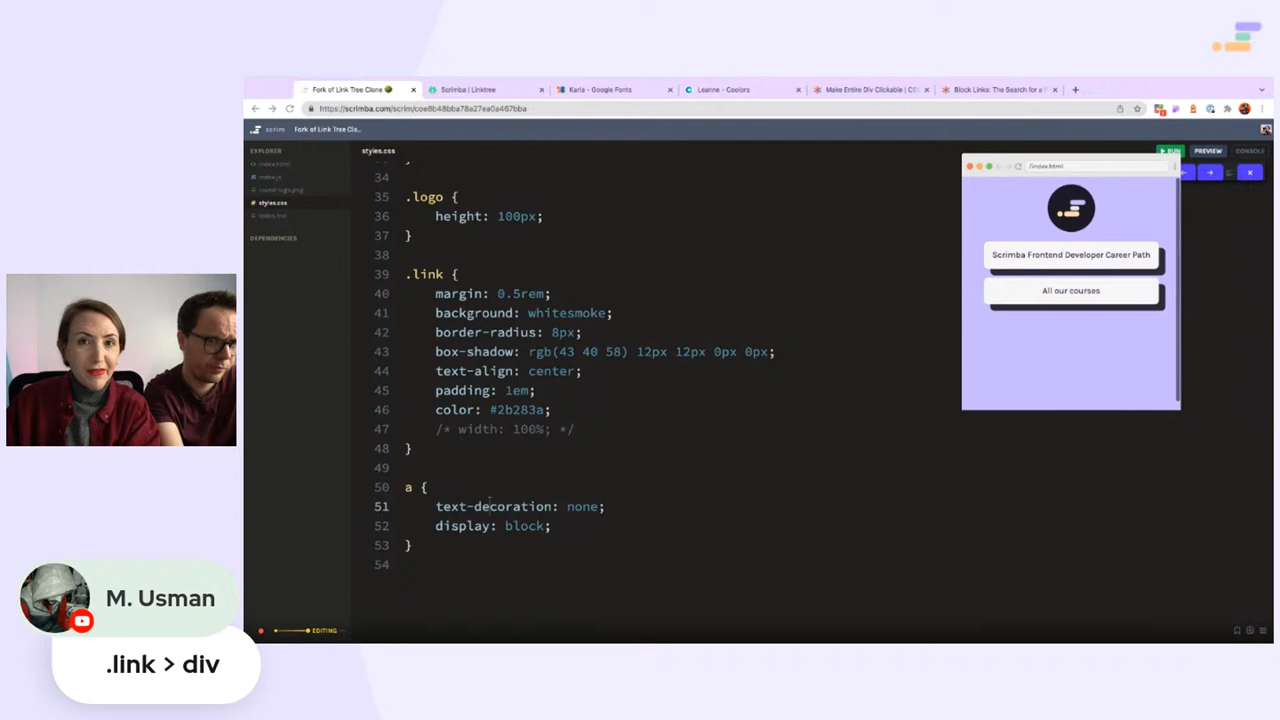 Fork of Link Tree Clone
Scrimba | Linktree
Karla - Google Fonts
Leanne - Coolors
Make Entire Div Clickable | CS
Block Links: The Search for a
https://scrimba.com/scrim/coe8b48bba78a27ea0a467bba
scrim
Fork of Link Tree Clo...
EXPLORER
index.html
index.js
round-logo.png
styles.css
DEPENDENCIES
styles.css
RUN
PREVIEW
CONSOLE
34
35 .logo {
36 height: 100px;
37 }
38
39 .link {
40 margin: 0.5rem;
41 background: whitesmoke;
42 border-radius: 8px;
43 box-shadow: rgb(43 40 58) 12px 12px 0px 0px;
44 text-align: center;
45 padding: 1em;
46 color: #2b283a;
47 /* width: 100%; */
48 }
49
50 a {
51 text-decoration: none;
52 display: block;
53 }
54
/index.html
Scrimba Frontend Developer Career Path
All our courses
EDITING
M. Usman
.link > div